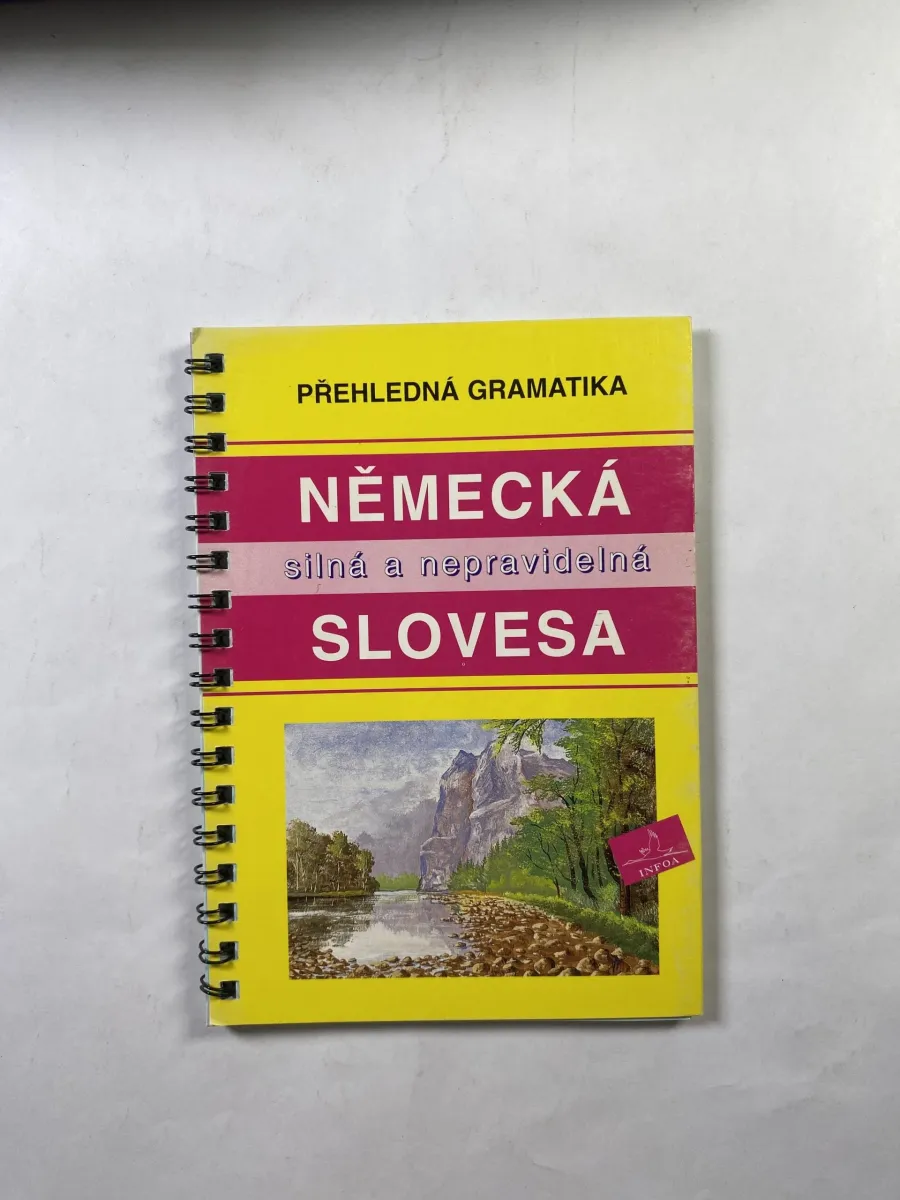 PŘEHLEDNÁ GRAMATIKA
NĚMECKÁ
silná a nepravidelná
SLOVESA
INFOA